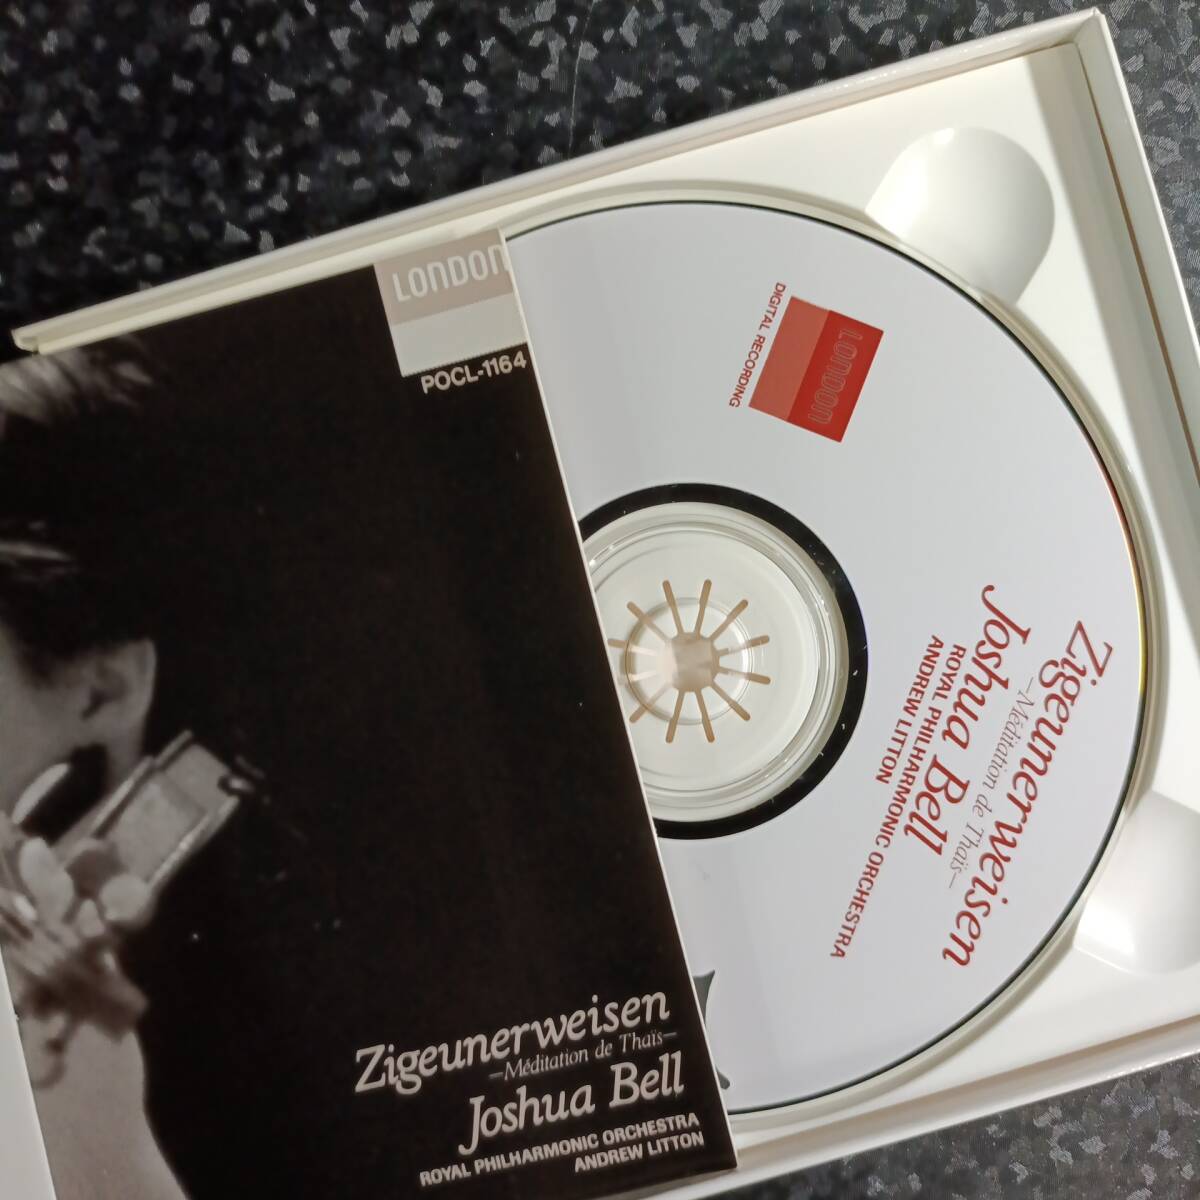 LONDON
POCL-1164
Zigeunerweisen
–Méditation de Thaïs–
Joshua Bell
ROYAL PHILHARMONIC ORCHESTRA
ANDREW LITTON
LONDON
DIGITAL RECORDING
Zigeunerweisen
–Méditation de Thaïs–
Joshua Bell
ROYAL PHILHARMONIC ORCHESTRA
ANDREW LITTON